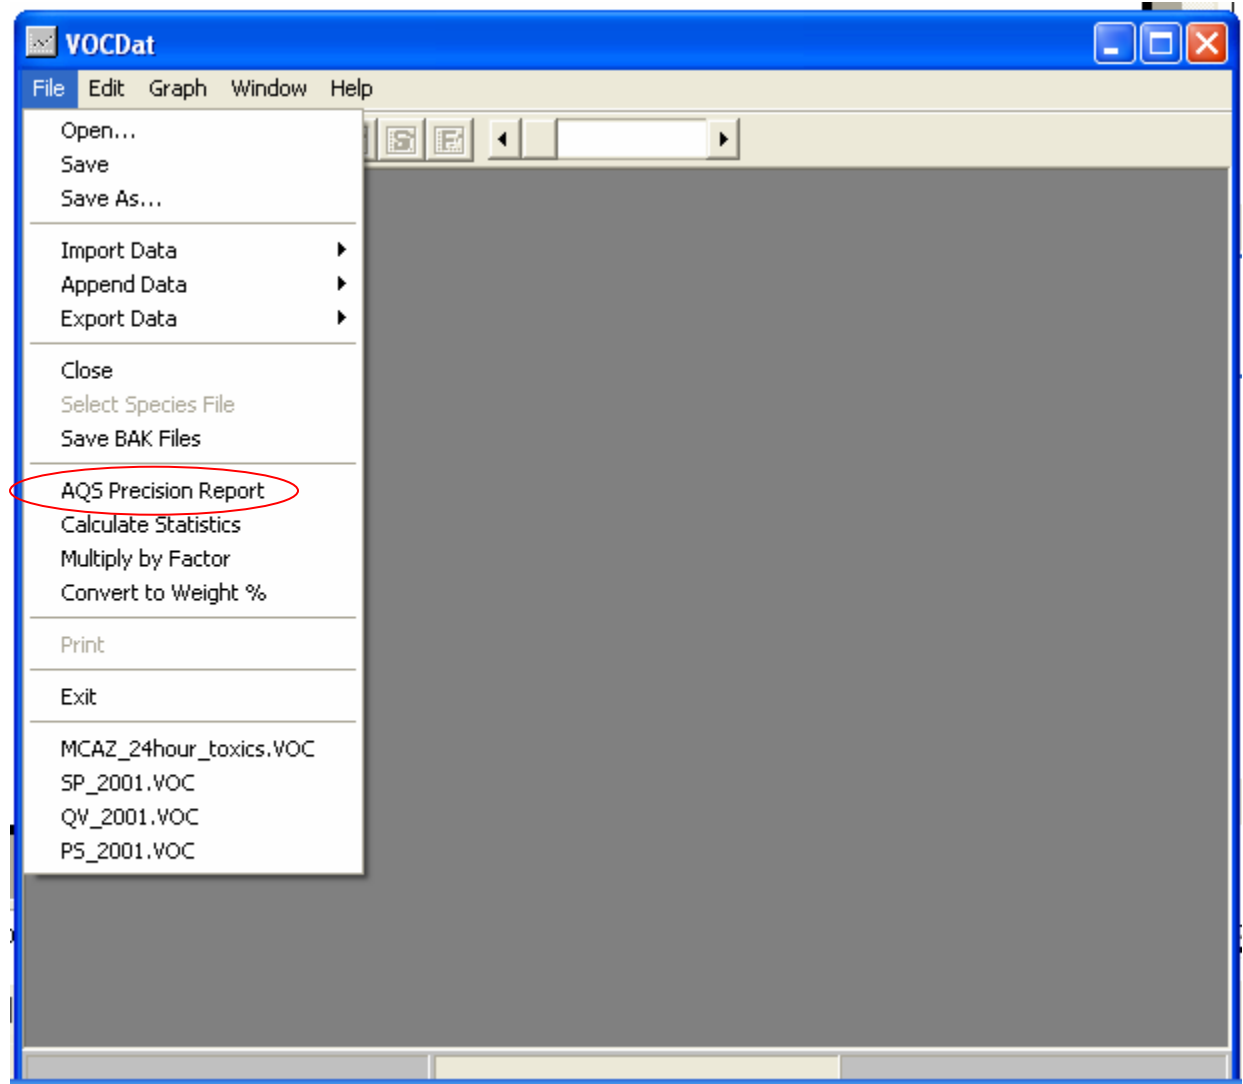 VOCDat
File Edit Graph Window Help
Open...
Save
Save As...
Import Data
Append Data
Export Data
Close
Select Species File
Save BAK Files
AQS Precision Report
Calculate Statistics
Multiply by Factor
Convert to Weight %
Print
Exit
MCAZ_24hour_toxics.VOC
SP_2001.VOC
QV_2001.VOC
PS_2001.VOC